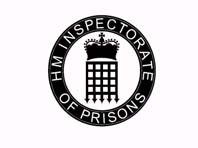 HM INSPECTORATE
OF PRISONS